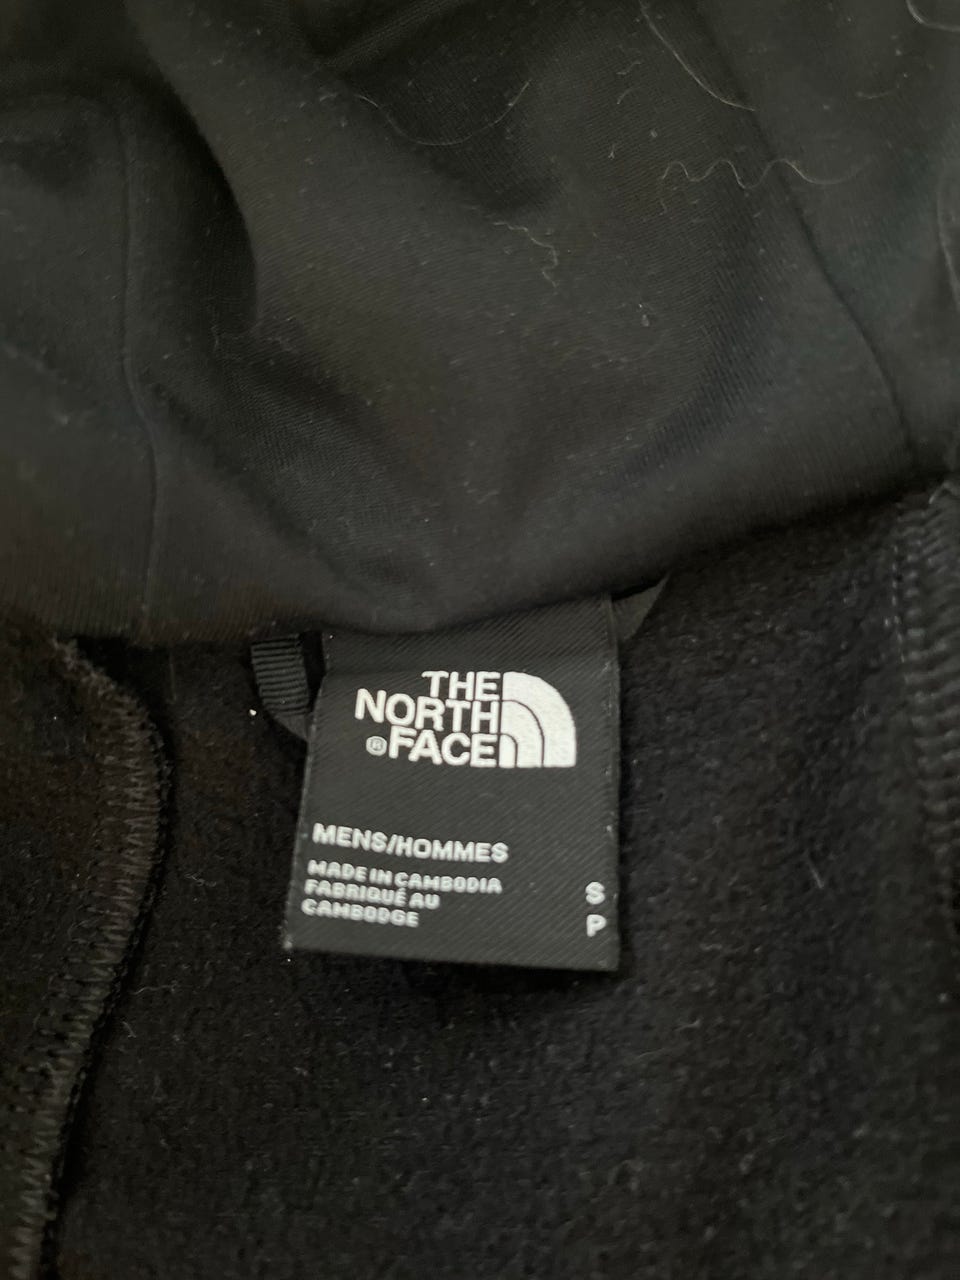 THE
NORTH
® FACE
MENS/HOMMES
MADE IN CAMBODIA
FABRIQUÉ AU
CAMBODGE
S
P